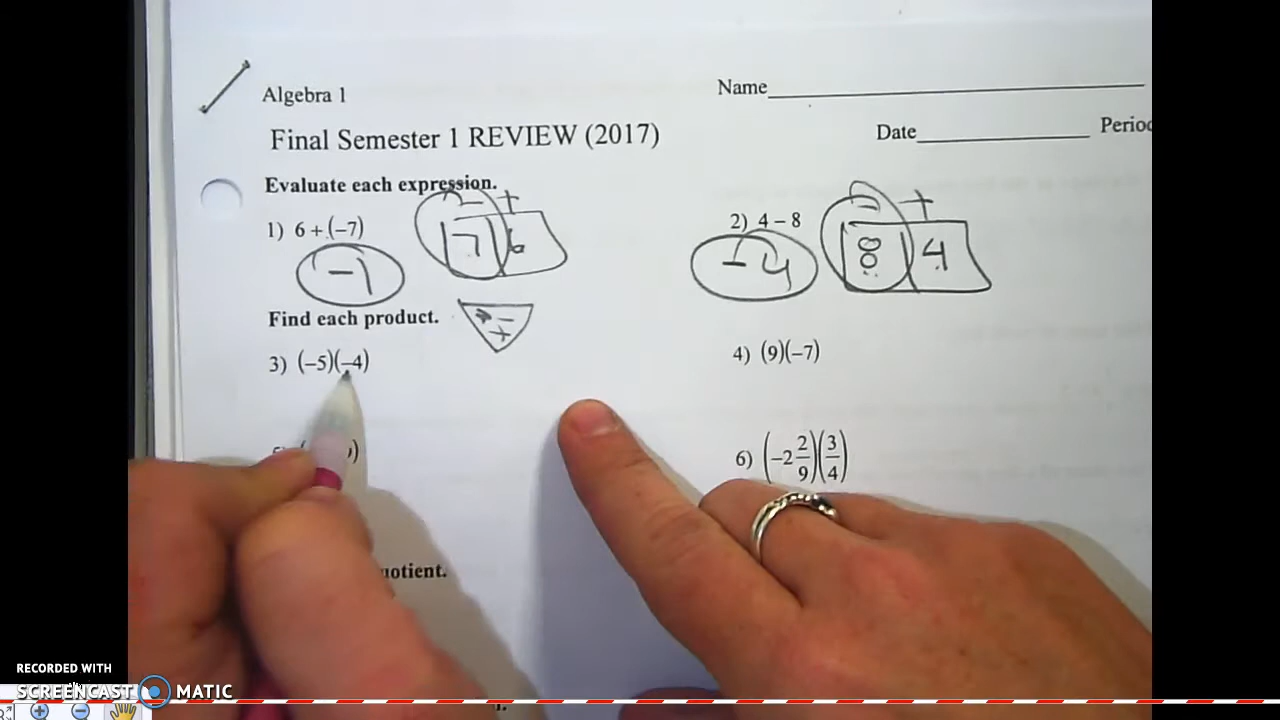 Algebra 1
Name
Final Semester 1 REVIEW (2017)
Date Perioc
Evaluate each expression.
1) 6 + (−7)
− +
7 6
−1
2) 4 − 8
− +
8 4
−4
Find each product.
− +
3) (−5)(−4)
4) (9)(−7)
6) (−2 2/9)(3/4)
uotient.
RECORDED WITH
SCREENCAST MATIC